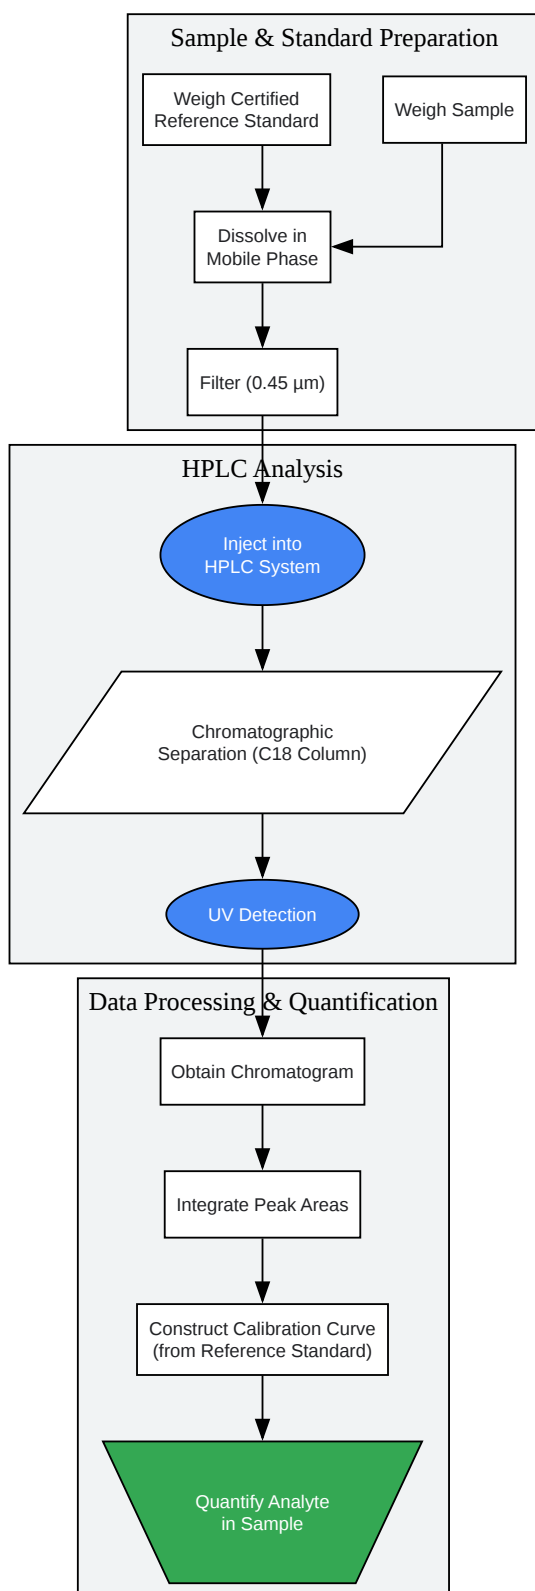 Sample & Standard Preparation
Weigh Certified
Reference Standard
Weigh Sample
Dissolve in
Mobile Phase
Filter (0.45 µm)
HPLC Analysis
Inject into
HPLC System
Chromatographic
Separation (C18 Column)
UV Detection
Data Processing & Quantification
Obtain Chromatogram
Integrate Peak Areas
Construct Calibration Curve
(from Reference Standard)
Quantify Analyte
in Sample